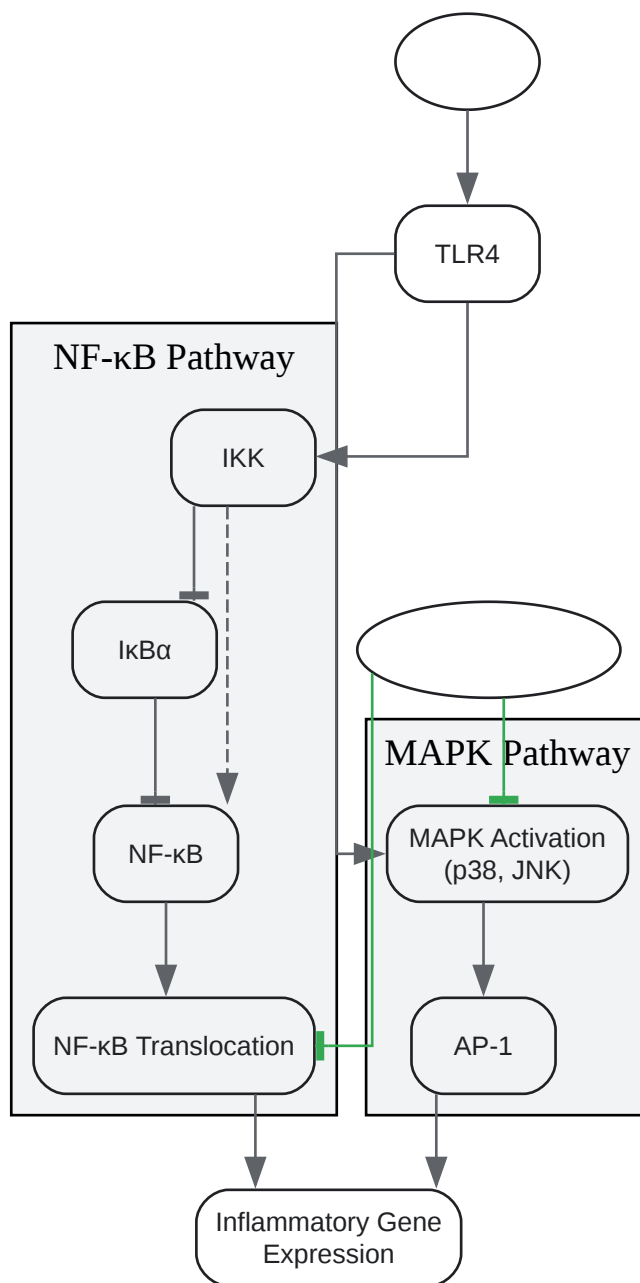 TLR4
NF-κB Pathway
IKK
IκBα
MAPK Pathway
NF-κB
MAPK Activation
(p38, JNK)
NF-κB Translocation
AP-1
Inflammatory Gene
Expression